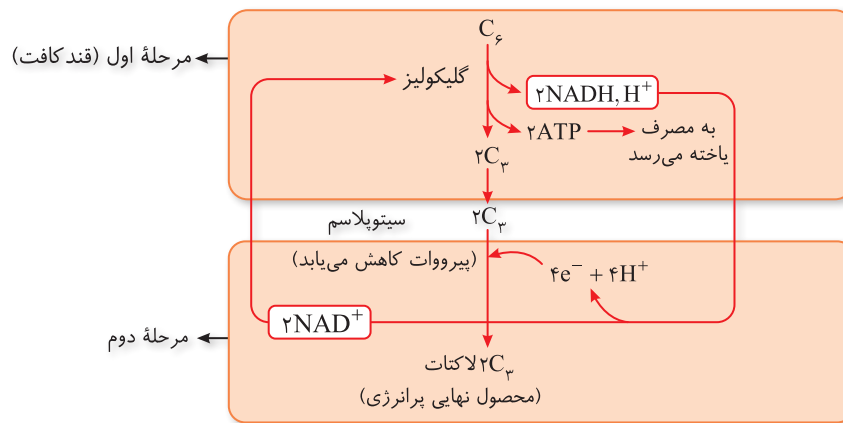 C۶
مرحلهٔ اول (قندکافت)
گلیکولیز
۲NADH, H+
۲ATP
به مصرف
یاخته می‌رسد
۲C۳
۲C۳
سیتوپلاسم
(پیرووات کاهش می‌یابد)
۴e− + ۴H+
۲NAD+
مرحلهٔ دوم
۲C۳ لاکتات
(محصول نهایی پرانرژی)